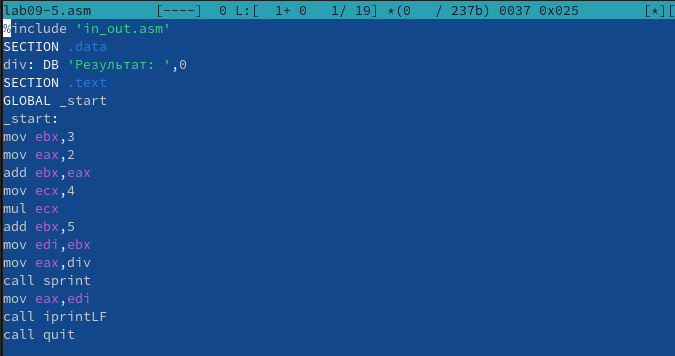 lab09-5.asm [----] 0 L:[ 1+ 0 1/ 19] *(0 / 237b) 0037 0x025 [*][
%include 'in_out.asm'
SECTION .data
div: DB 'Результат: ',0
SECTION .text
GLOBAL _start
_start:
mov ebx,3
mov eax,2
add ebx,eax
mov ecx,4
mul ecx
add ebx,5
mov edi,ebx
mov eax,div
call sprint
mov eax,edi
call iprintLF
call quit